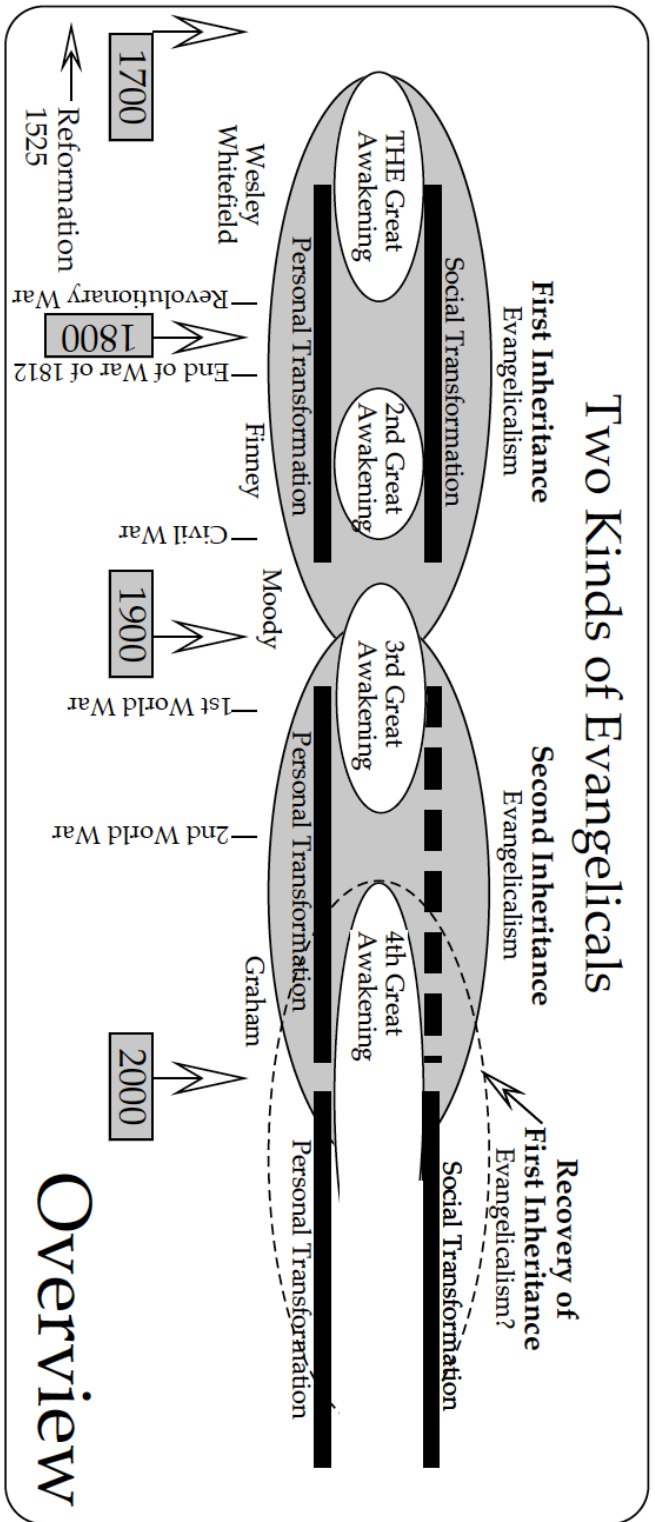 Two Kinds of Evangelicals
First Inheritance
Evangelicalism
Second Inheritance
Evangelicalism
Recovery of
First Inheritance
Evangelicalism?
Social Transformation
Social Transformation
THE Great
Awakening
2nd Great
Awakening
3rd Great
Awakening
4th Great
Awakening
Personal Transformation
Personal Transformation
Personal Transformation
Wesley
Whitefield
Finney
Moody
Graham
Revolutionary War
End of War of 1812
Civil War
1st World War
2nd World War
1700
1800
1900
2000
Reformation
1525
Overview